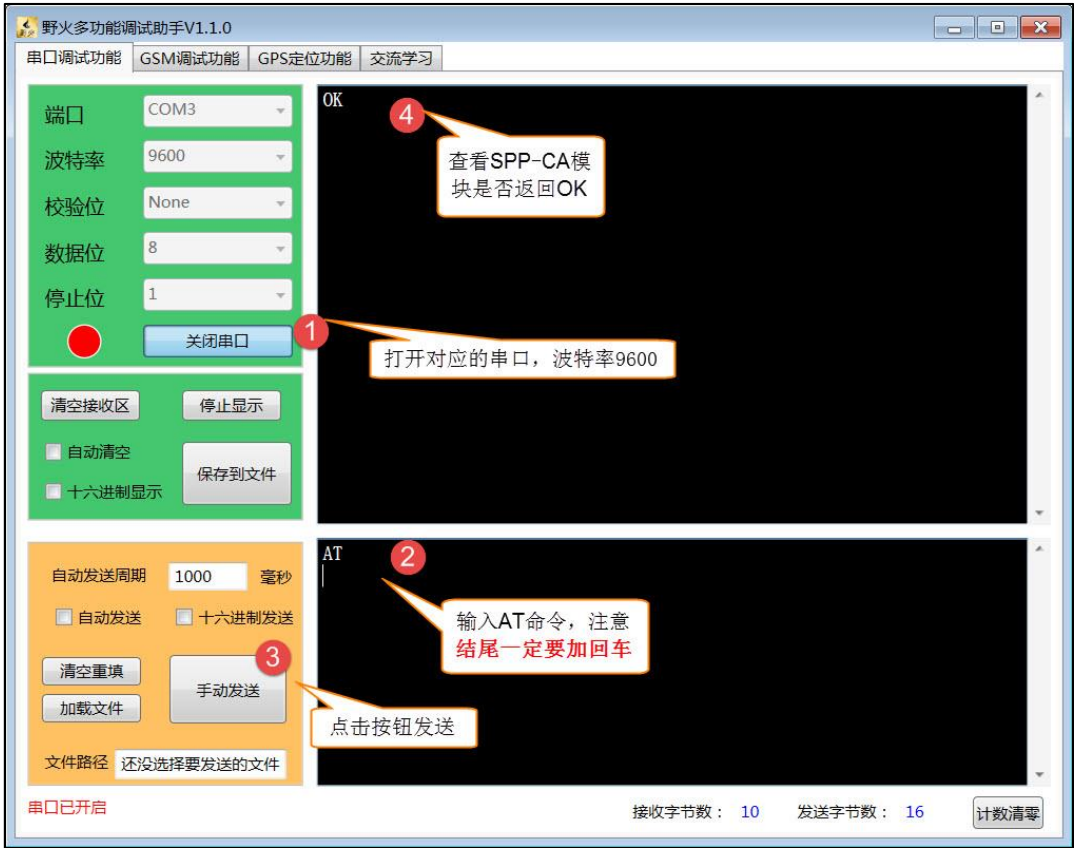 野火多功能调试助手V1.1.0
串口调试功能 GSM调试功能 GPS定位功能 交流学习
端口 COM3
波特率 9600
校验位 None
数据位 8
停止位 1
关闭串口
1
打开对应的串口，波特率9600
OK
4
查看SPP-CA模
块是否返回OK
清空接收区 停止显示
自动清空
保存到文件
十六进制显示
自动发送周期 1000 毫秒
自动发送 十六进制发送
清空重填
手动发送
3
加载文件
点击按钮发送
文件路径 还没选择要发送的文件
AT
2
输入AT命令，注意
结尾一定要加回车
串口已开启
接收字节数： 10 发送字节数： 16 计数清零